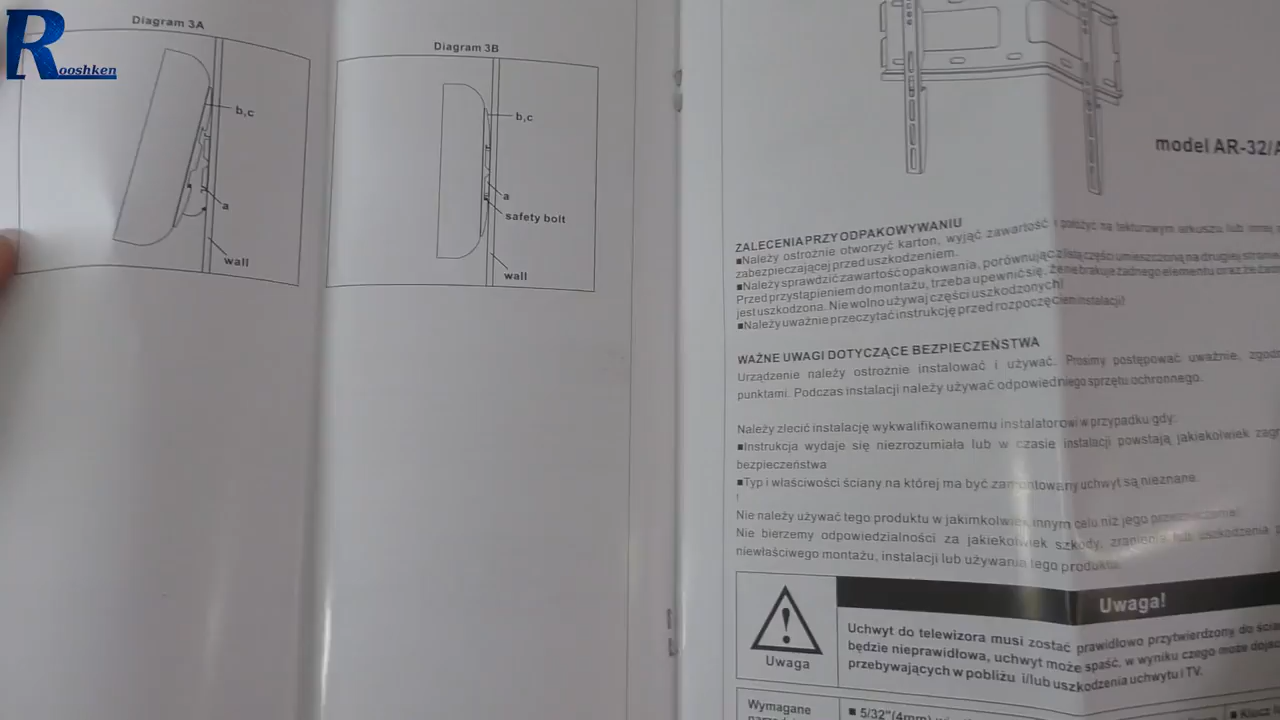 Rooshken
Diagram 3A
b,c
a
wall
Diagram 3B
b,c
a
safety bolt
wall
model AR-32/
ZALECENIA PRZY ODPAKOWYWANIU
■Należy ostrożnie otworzyć karton, wyjąć zawartość i położyć na tekturowym arkuszu lub innej
zabezpieczającej przed uszkodzeniem.
■Należy sprawdzić zawartość opakowania, porównując z listą części umieszczoną na drugiej stronie
Przed przystąpieniem do montażu, trzeba upewnić się, że nie brakuje żadnego elementu oraz że
jest uszkodzona. Nie wolno używaj części uszkodzonych!
■Należy uważnie przeczytać instrukcję przed rozpoczęciem instalacji!
WAŻNE UWAGI DOTYCZĄCE BEZPIECZEŃSTWA
Urządzenie należy ostrożnie instalować i używać. Prosimy postępować uważnie,
punktami. Podczas instalacji należy używać odpowiedniego sprzętu ochronnego.
Należy zlecić instalację wykwalifikowanemu instalatorowi w przypadku gdy:
■Instrukcja wydaje się niezrozumiała lub w czasie instalacji powstają jakiekolwiek
bezpieczeństwa
■Typ i właściwości ściany na której ma być zamontowany uchwyt są nieznane.
!
Nie należy używać tego produktu w jakimkolwiek innym celu niż jego przeznaczenie!
Nie bierzemy odpowiedzialności za jakiekolwiek szkody, zranienia lub uszkodzenia
niewłaściwego montażu, instalacji lub używania tego produktu.
Uwaga!
Uwaga
Uchwyt do telewizora musi zostać prawidłowo przytwierdzony do
będzie nieprawidłowa, uchwyt może spaść, w wyniku czego może
przebywających w pobliżu i/lub uszkodzenia uchwytu i TV.
Wymagane
■ 5/32"(4mm)
■ Klucz